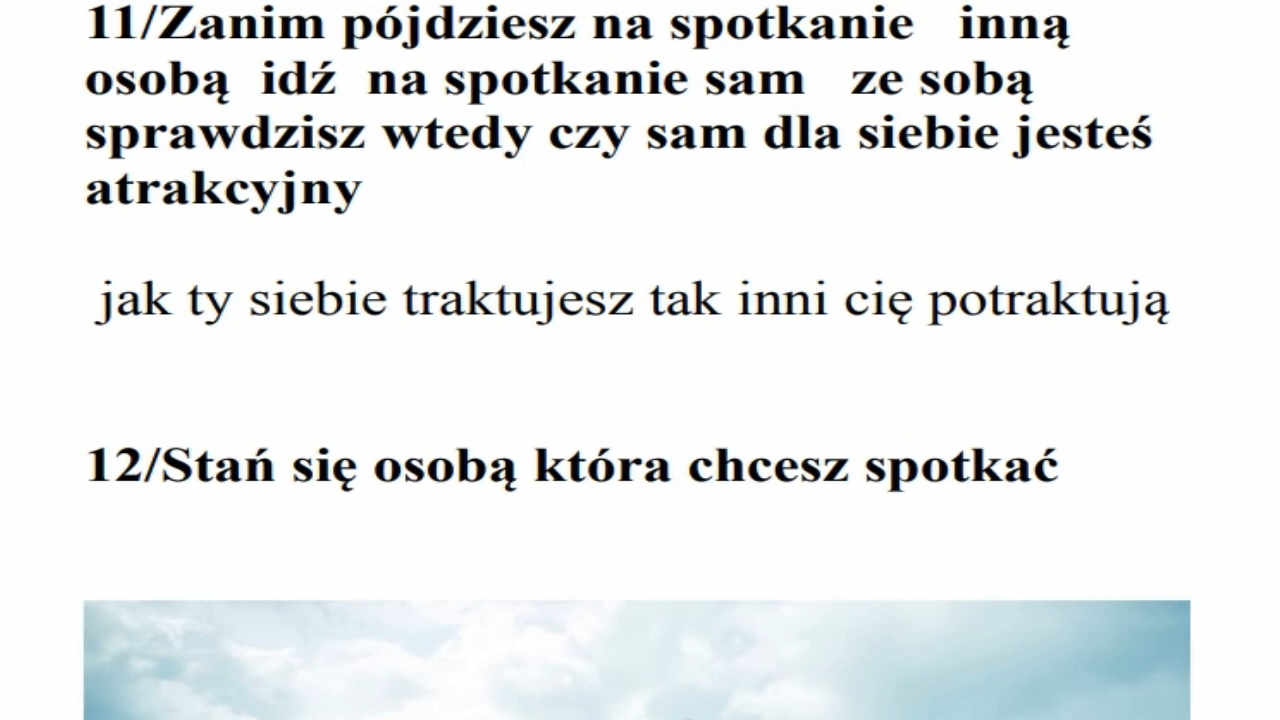 11/Zanim pójdziesz na spotkanie   inną
osobą  idź  na spotkanie sam   ze sobą
sprawdzisz wtedy czy sam dla siebie jesteś
atrakcyjny
jak ty siebie traktujesz tak inni cię potraktują
12/Stań się osobą która chcesz spotkać